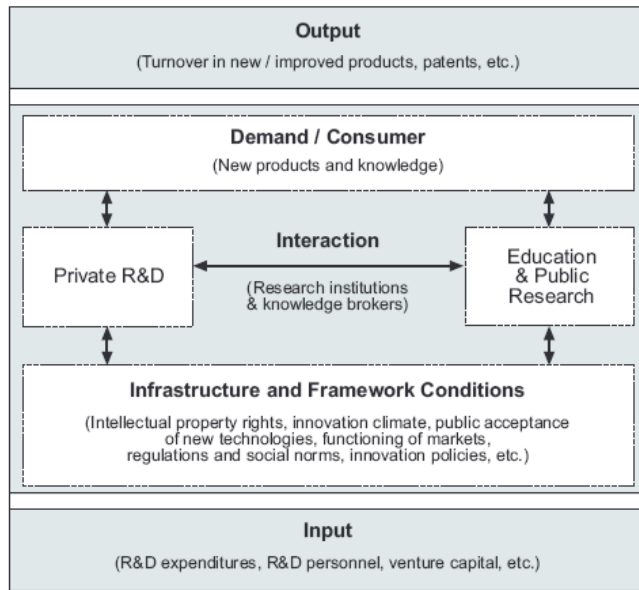 Output
(Turnover in new / improved products, patents, etc.)
Demand / Consumer
(New products and knowledge)
Private R&D
Interaction
(Research institutions
& knowledge brokers)
Education
& Public
Research
Infrastructure and Framework Conditions
(Intellectual property rights, innovation climate, public acceptance
of new technologies, functioning of markets,
regulations and social norms, innovation policies, etc.)
Input
(R&D expenditures, R&D personnel, venture capital, etc.)